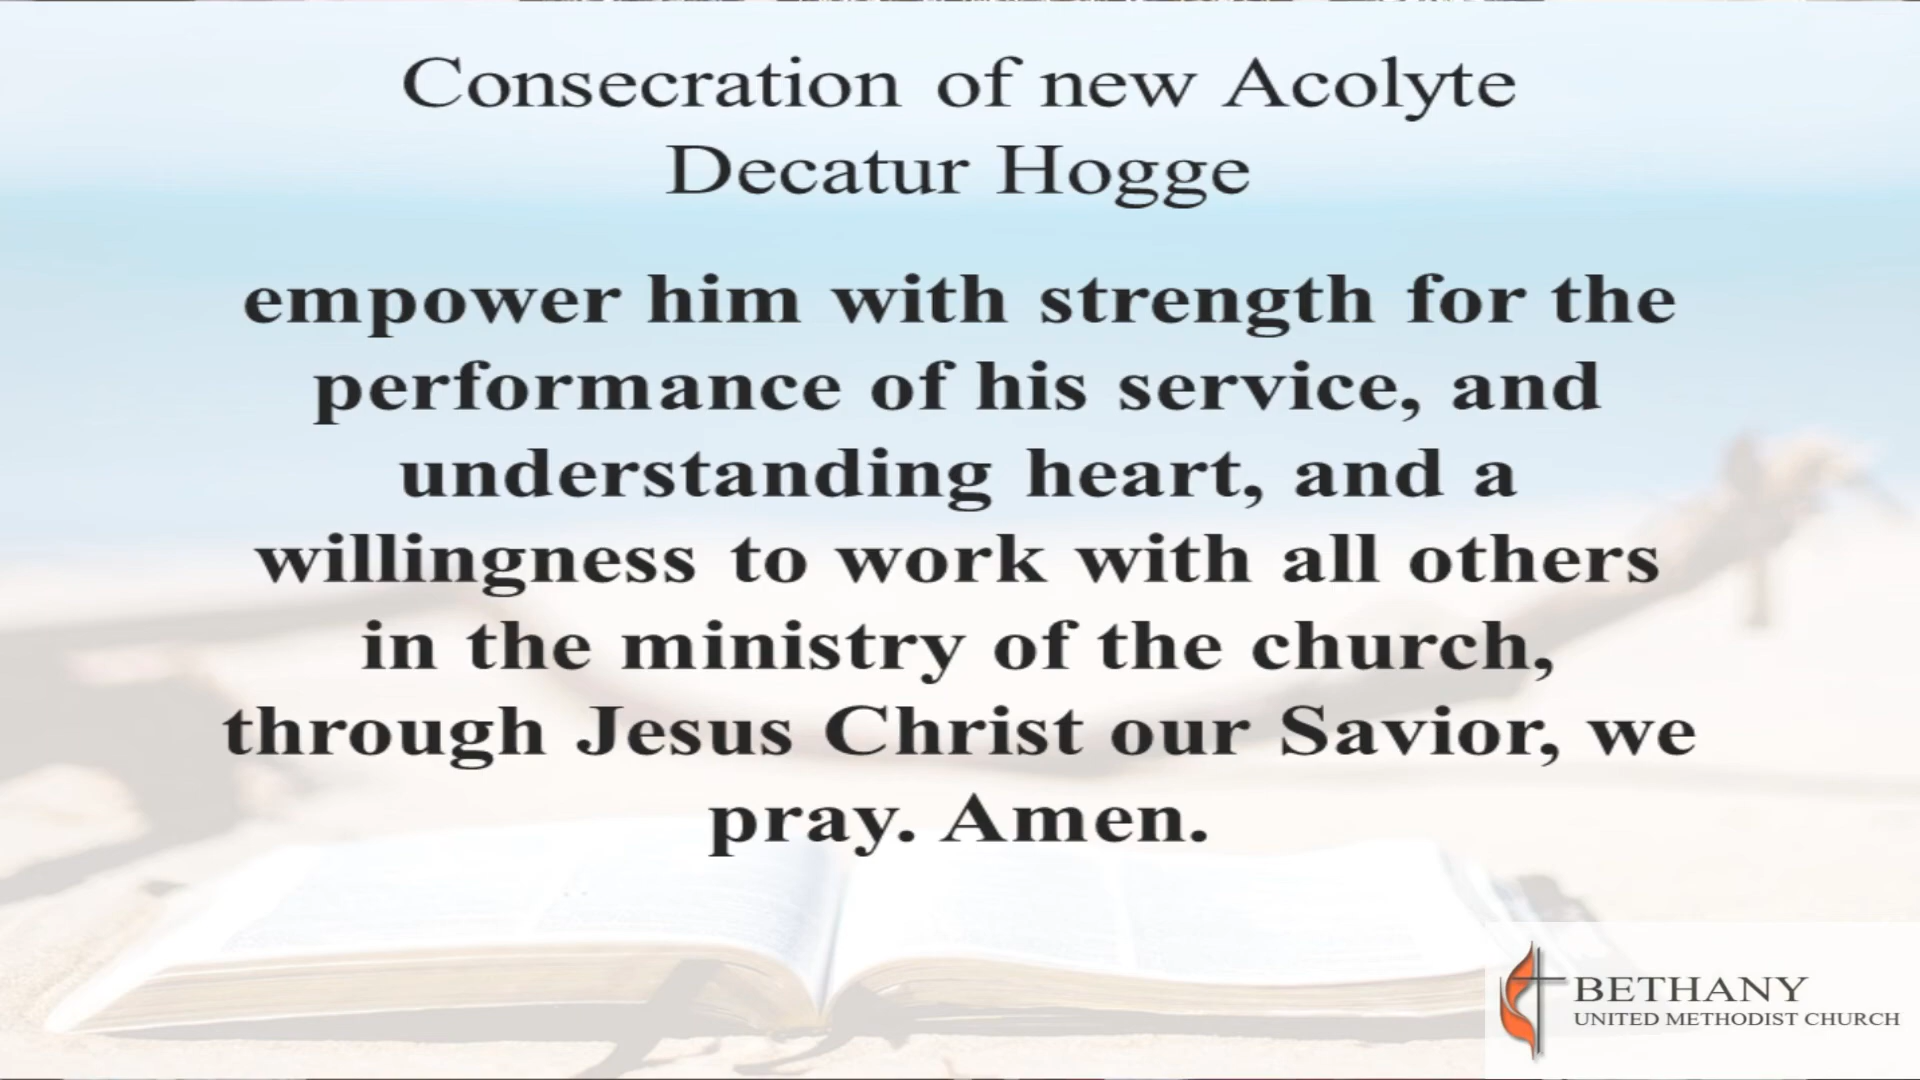 Consecration of new Acolyte
Decatur Hogge
empower him with strength for the
performance of his service, and
understanding heart, and a
willingness to work with all others
in the ministry of the church,
through Jesus Christ our Savior, we
pray. Amen.
BETHANY
UNITED METHODIST CHURCH